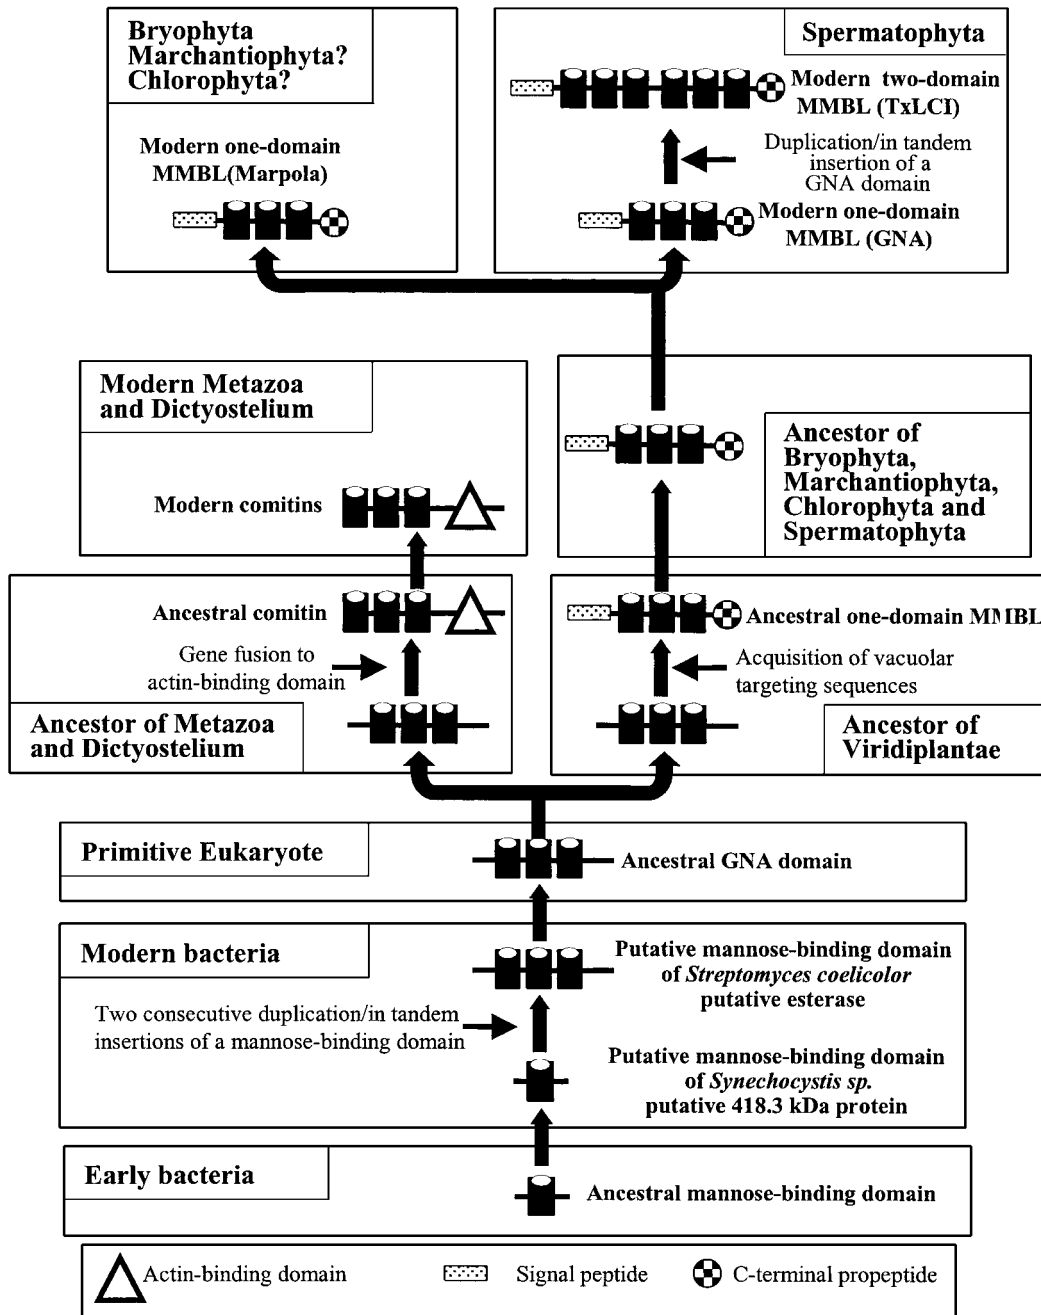 Bryophyta
Marchantiophyta?
Chlorophyta?
Modern one-domain
MMBL(Marpola)
Spermatophyta
Modern two-domain
MMBL (TxLCI)
Duplication/in tandem
insertion of a
GNA domain
Modern one-domain
MMBL (GNA)
Modern Metazoa
and Dictyostelium
Modern comitins
Ancestor of
Bryophyta,
Marchantiophyta,
Chlorophyta and
Spermatophyta
Ancestral comitin
Gene fusion to
actin-binding domain
Ancestor of Metazoa
and Dictyostelium
Ancestral one-domain MMBL
Acquisition of vacuolar
targeting sequences
Ancestor of
Viridiplantae
Primitive Eukaryote
Ancestral GNA domain
Modern bacteria
Putative mannose-binding domain
of Streptomyces coelicolor
putative esterase
Two consecutive duplication/in tandem
insertions of a mannose-binding domain
Putative mannose-binding domain
of Synechocystis sp.
putative 418.3 kDa protein
Early bacteria
Ancestral mannose-binding domain
Actin-binding domain
Signal peptide
C-terminal propeptide